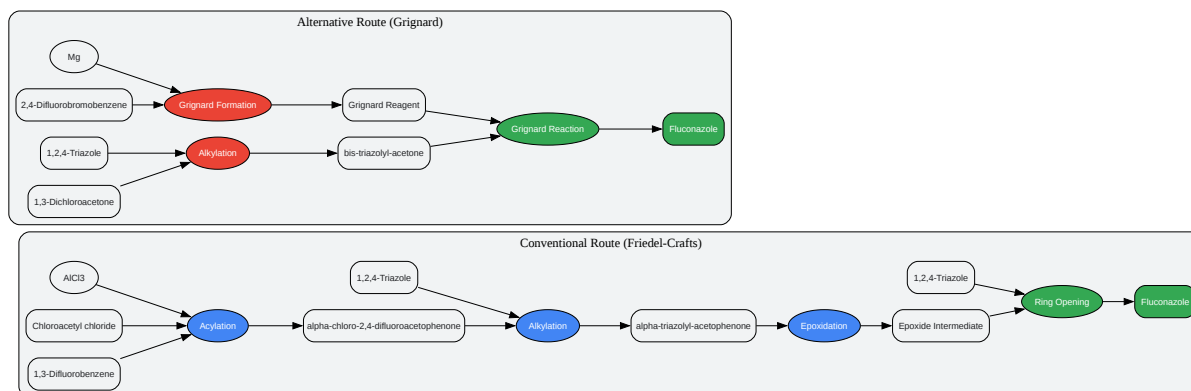 Alternative Route (Grignard)
Mg
2,4-Difluorobromobenzene
Grignard Formation
Grignard Reagent
Grignard Reaction
Fluconazole
1,2,4-Triazole
Alkylation
bis-triazolyl-acetone
1,3-Dichloroacetone
Conventional Route (Friedel-Crafts)
AlCl3
1,2,4-Triazole
1,2,4-Triazole
Ring Opening
Fluconazole
Chloroacetyl chloride
Acylation
alpha-chloro-2,4-difluoroacetophenone
Alkylation
alpha-triazolyl-acetophenone
Epoxidation
Epoxide Intermediate
1,3-Difluorobenzene